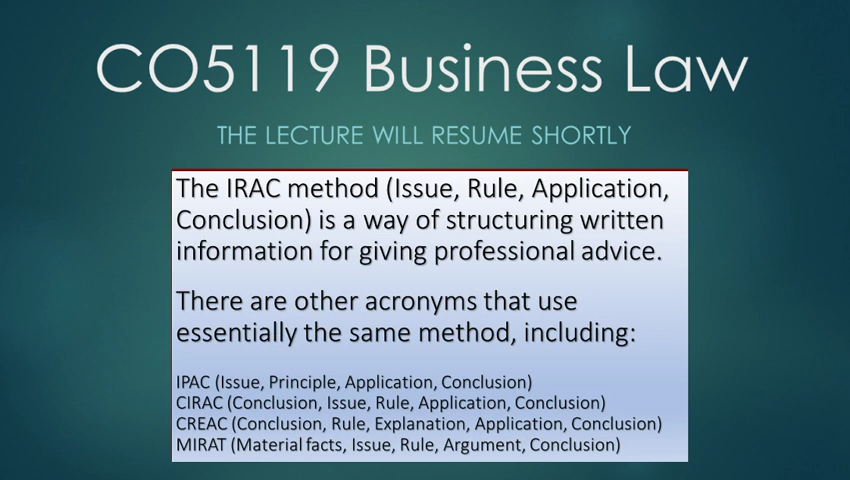 CO5119 Business Law
THE LECTURE WILL RESUME SHORTLY
The IRAC method (Issue, Rule, Application,
Conclusion) is a way of structuring written
information for giving professional advice.
There are other acronyms that use
essentially the same method, including:
IPAC (Issue, Principle, Application, Conclusion)
CIRAC (Conclusion, Issue, Rule, Application, Conclusion)
CREAC (Conclusion, Rule, Explanation, Application, Conclusion)
MIRAT (Material facts, Issue, Rule, Argument, Conclusion)